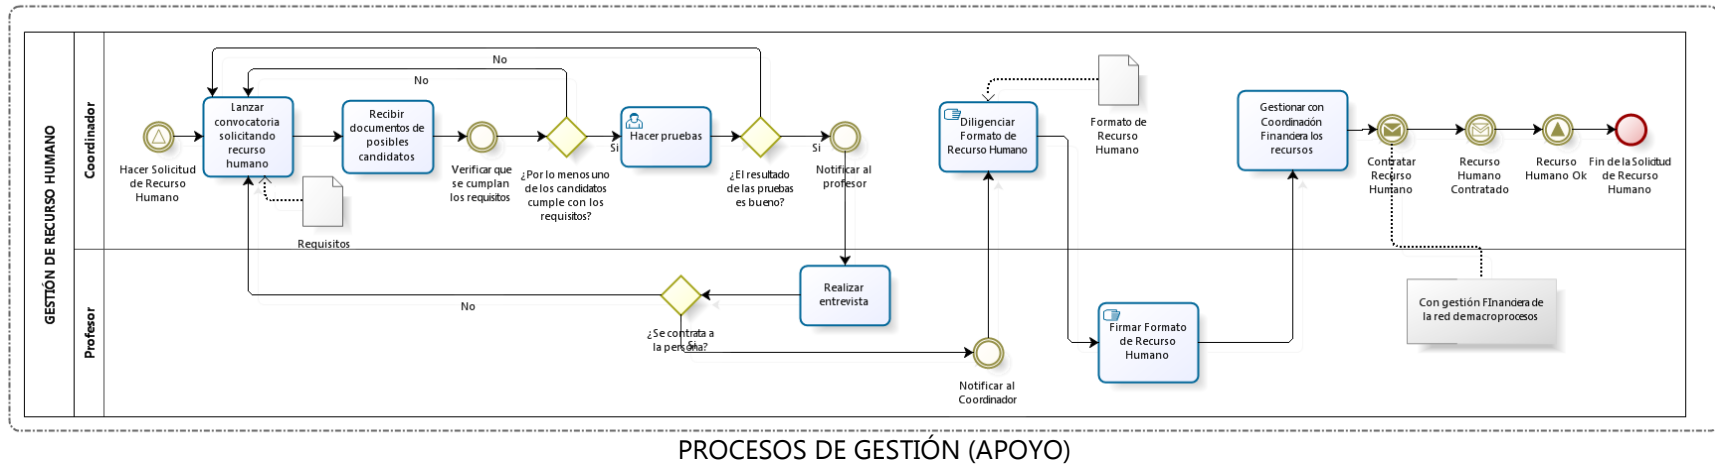 GESTIÓN DE RECURSO HUMANO
Coordinador
Hacer Solicitud
de Recurso
Humano
Lanzar
convocatoria
solicitando
recurso
humano
Requisitos
Recibir
documentos de
posibles
candidatos
Verificar que
se cumplan
los requisitos
No
No
¿Por lo menos uno
de los candidatos
cumple con los
requisitos?
Si
Hacer pruebas
¿El resultado
de las pruebas
es bueno?
Si
Notificar al
profesor
Diligenciar
Formato de
Recurso Humano
Formato de
Recurso
Humano
Gestionar con
Coordinación
Financiera los
recursos
Contratar
Recurso
Humano
Recurso
Humano
Contratado
Recurso
Humano Ok
Fin de la Solicitud
de Recurso
Humano
Profesor
No
¿Se contrata a
la persona?
Si
Realizar
entrevista
Notificar al
Coordinador
Firmar Formato
de Recurso
Humano
Con gestión FInanciera de
la red de macroprocesos
PROCESOS DE GESTIÓN (APOYO)